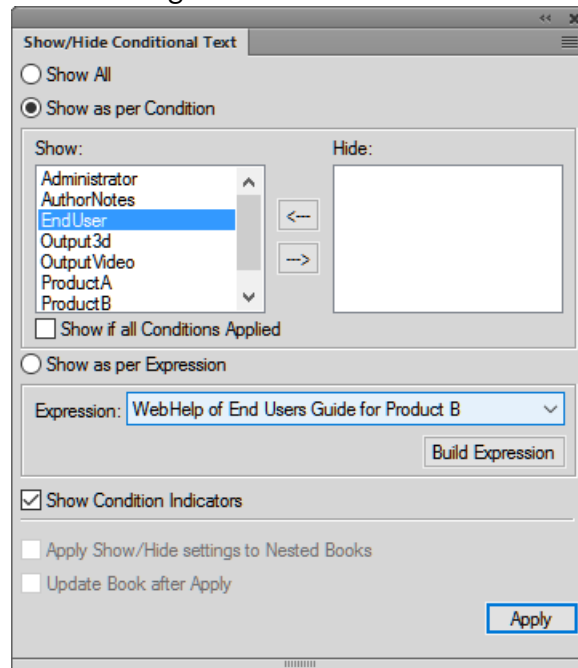 Show/Hide Conditional Text
Show All
Show as per Condition
Show:
Hide:
Administrator
AuthorNotes
EndUser
Output3d
OutputVideo
ProductA
ProductB
<---
--->
Show if all Conditions Applied
Show as per Expression
Expression: WebHelp of End Users Guide for Product B
Build Expression
Show Condition Indicators
Apply Show/Hide settings to Nested Books
Update Book after Apply
Apply